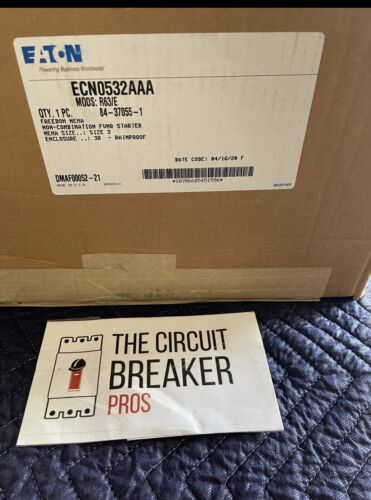 EATON
Powering Business Worldwide
ECN0532AAA
MODS: R63/E
QTY. 1 PC. 84-37055-1
FREEDOM NEMA
NON-COMBINATION FVNR STARTER
NEMA SIZE..: SIZE 3
ENCLOSURE ..: 3R - RAINPROOF
DATE CODE: 04/16/20 F
DMAF00052-21
MADE IN U.S.A.
THE CIRCUIT
BREAKER
PROS